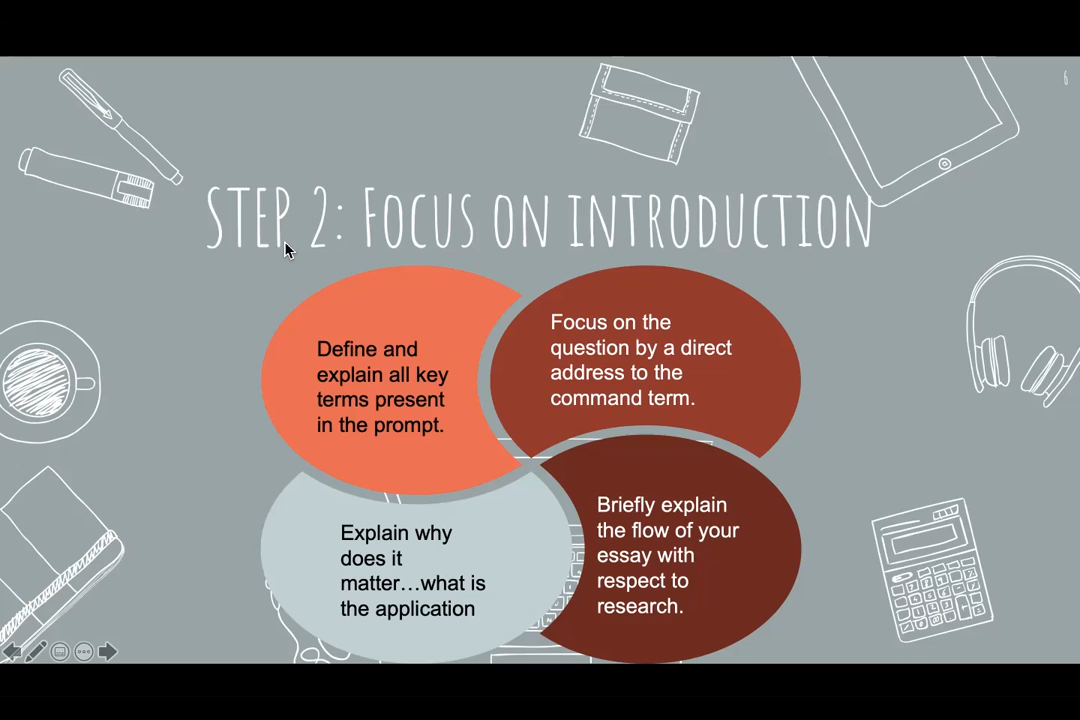 6
STEP 2: FOCUS ON INTRODUCTION
Define and
explain all key
terms present
in the prompt.
Focus on the
question by a direct
address to the
command term.
Explain why
does it
matter…what is
the application
Briefly explain
the flow of your
essay with
respect to
research.